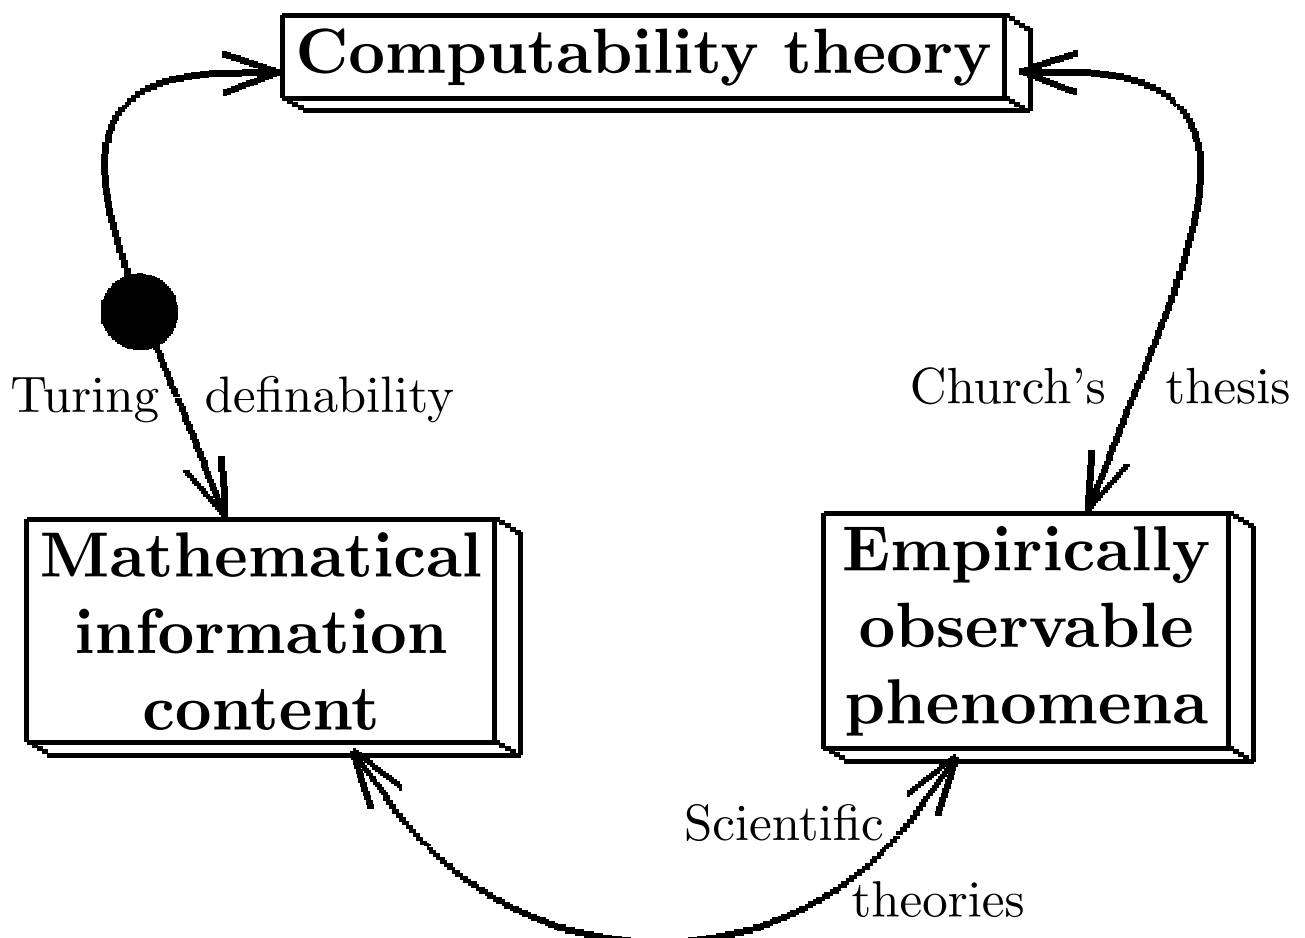 Computability theory
Turing definability
Church's thesis
Mathematical
information
content
Empirically
observable
phenomena
Scientific
theories